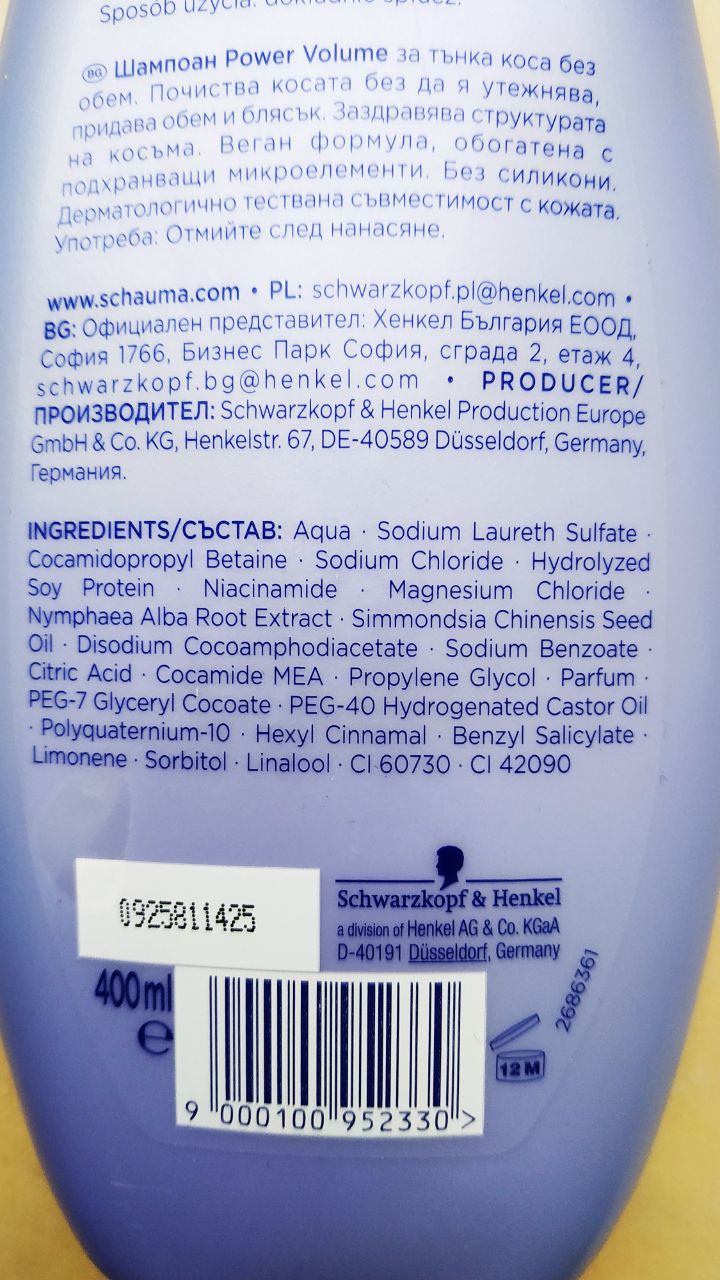 Sposób użycia: dokładnie spłucz.
BG Шампоан Power Volume за тънка коса без
обем. Почиства косата без да я утежнява,
придава обем и блясък. Заздравява структурата
на косъма. Веган формула, обогатена с
подхранващи микроелементи. Без силикони.
Дерматологично тествана съвместимост с кожата.
Употреба: Отмийте след нанасяне.
www.schauma.com • PL: schwarzkopf.pl@henkel.com •
BG: Официален представител: Хенкел България ЕООД,
София 1766, Бизнес Парк София, сграда 2, етаж 4,
schwarzkopf.bg@henkel.com • PRODUCER/
ПРОИЗВОДИТЕЛ: Schwarzkopf & Henkel Production Europe
GmbH & Co. KG, Henkelstr. 67, DE-40589 Düsseldorf, Germany,
Германия.
INGREDIENTS/СЪСТАВ: Aqua · Sodium Laureth Sulfate ·
Cocamidopropyl Betaine · Sodium Chloride · Hydrolyzed
Soy Protein · Niacinamide · Magnesium Chloride ·
Nymphaea Alba Root Extract · Simmondsia Chinensis Seed
Oil · Disodium Cocoamphodiacetate · Sodium Benzoate ·
Citric Acid · Cocamide MEA · Propylene Glycol · Parfum ·
PEG-7 Glyceryl Cocoate · PEG-40 Hydrogenated Castor Oil
· Polyquaternium-10 · Hexyl Cinnamal · Benzyl Salicylate ·
Limonene · Sorbitol · Linalool · CI 60730 · CI 42090
0925811425
Schwarzkopf & Henkel
a division of Henkel AG & Co. KGaA
D-40191 Düsseldorf, Germany
400 ml
e
2686361
12 M
9 000100 952330 >